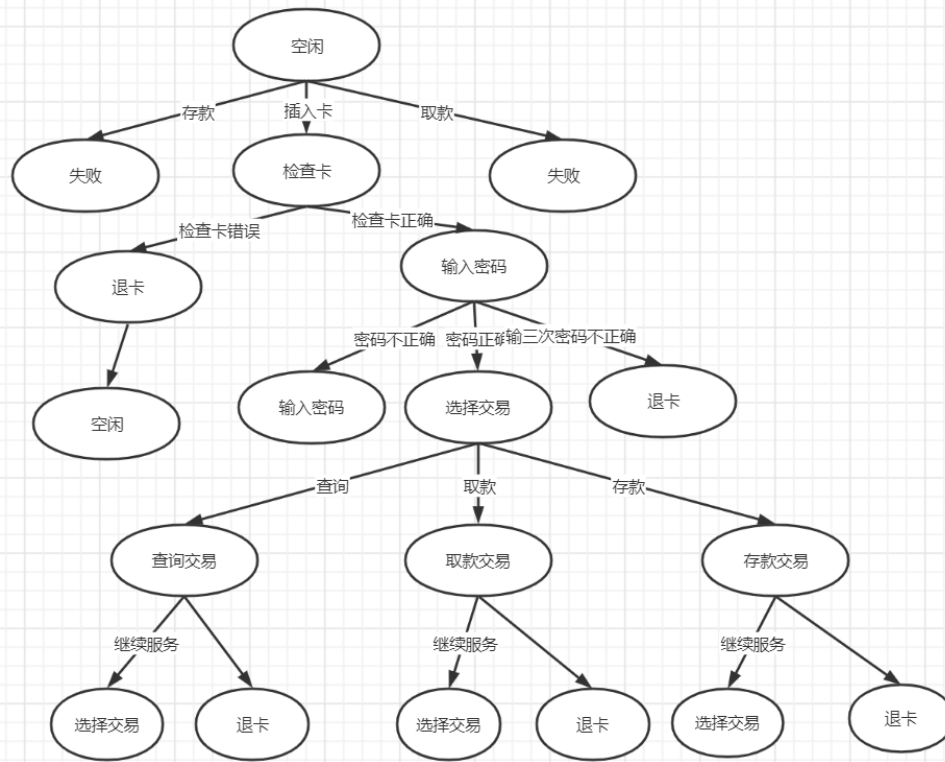 空闲
存款
插入卡
取款
失败
检查卡
失败
检查卡错误
检查卡正确
退卡
输入密码
密码不正确
密码正确
输三次密码不正确
空闲
输入密码
选择交易
退卡
查询
取款
存款
查询交易
取款交易
存款交易
继续服务
继续服务
继续服务
选择交易
退卡
选择交易
退卡
选择交易
退卡